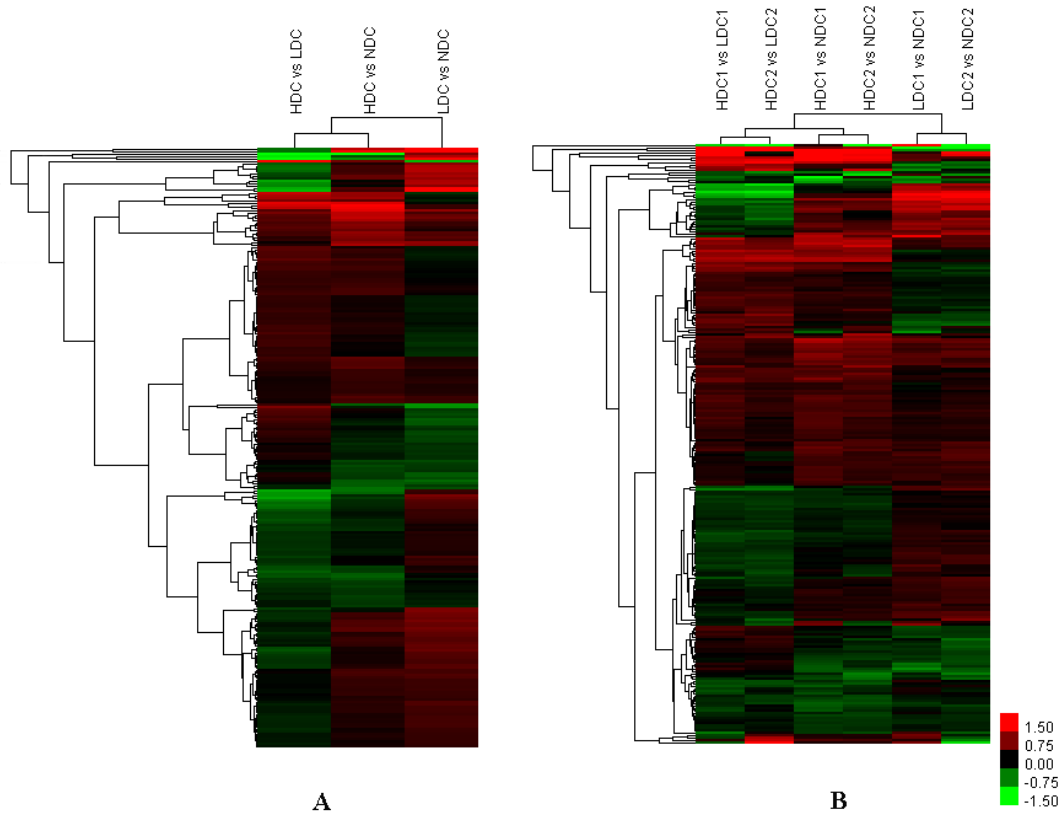 HDC vs LDC
HDC vs NDC
LDC vs NDC
HDC1 vs LDC1
HDC2 vs LDC2
HDC1 vs NDC1
HDC2 vs NDC2
LDC1 vs NDC1
LDC2 vs NDC2
1.50
0.75
0.00
-0.75
-1.50
A
B